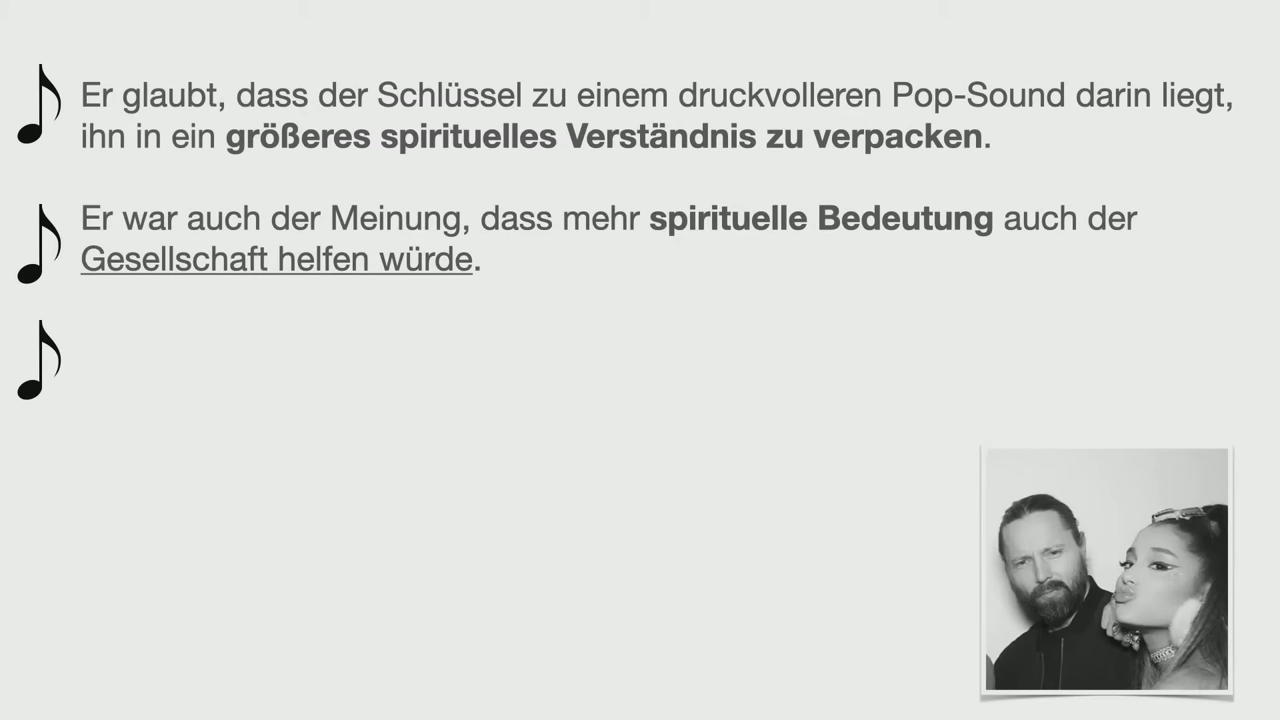 Er glaubt, dass der Schlüssel zu einem druckvolleren Pop-Sound darin liegt,
ihn in ein größeres spirituelles Verständnis zu verpacken.
Er war auch der Meinung, dass mehr spirituelle Bedeutung auch der
Gesellschaft helfen würde.